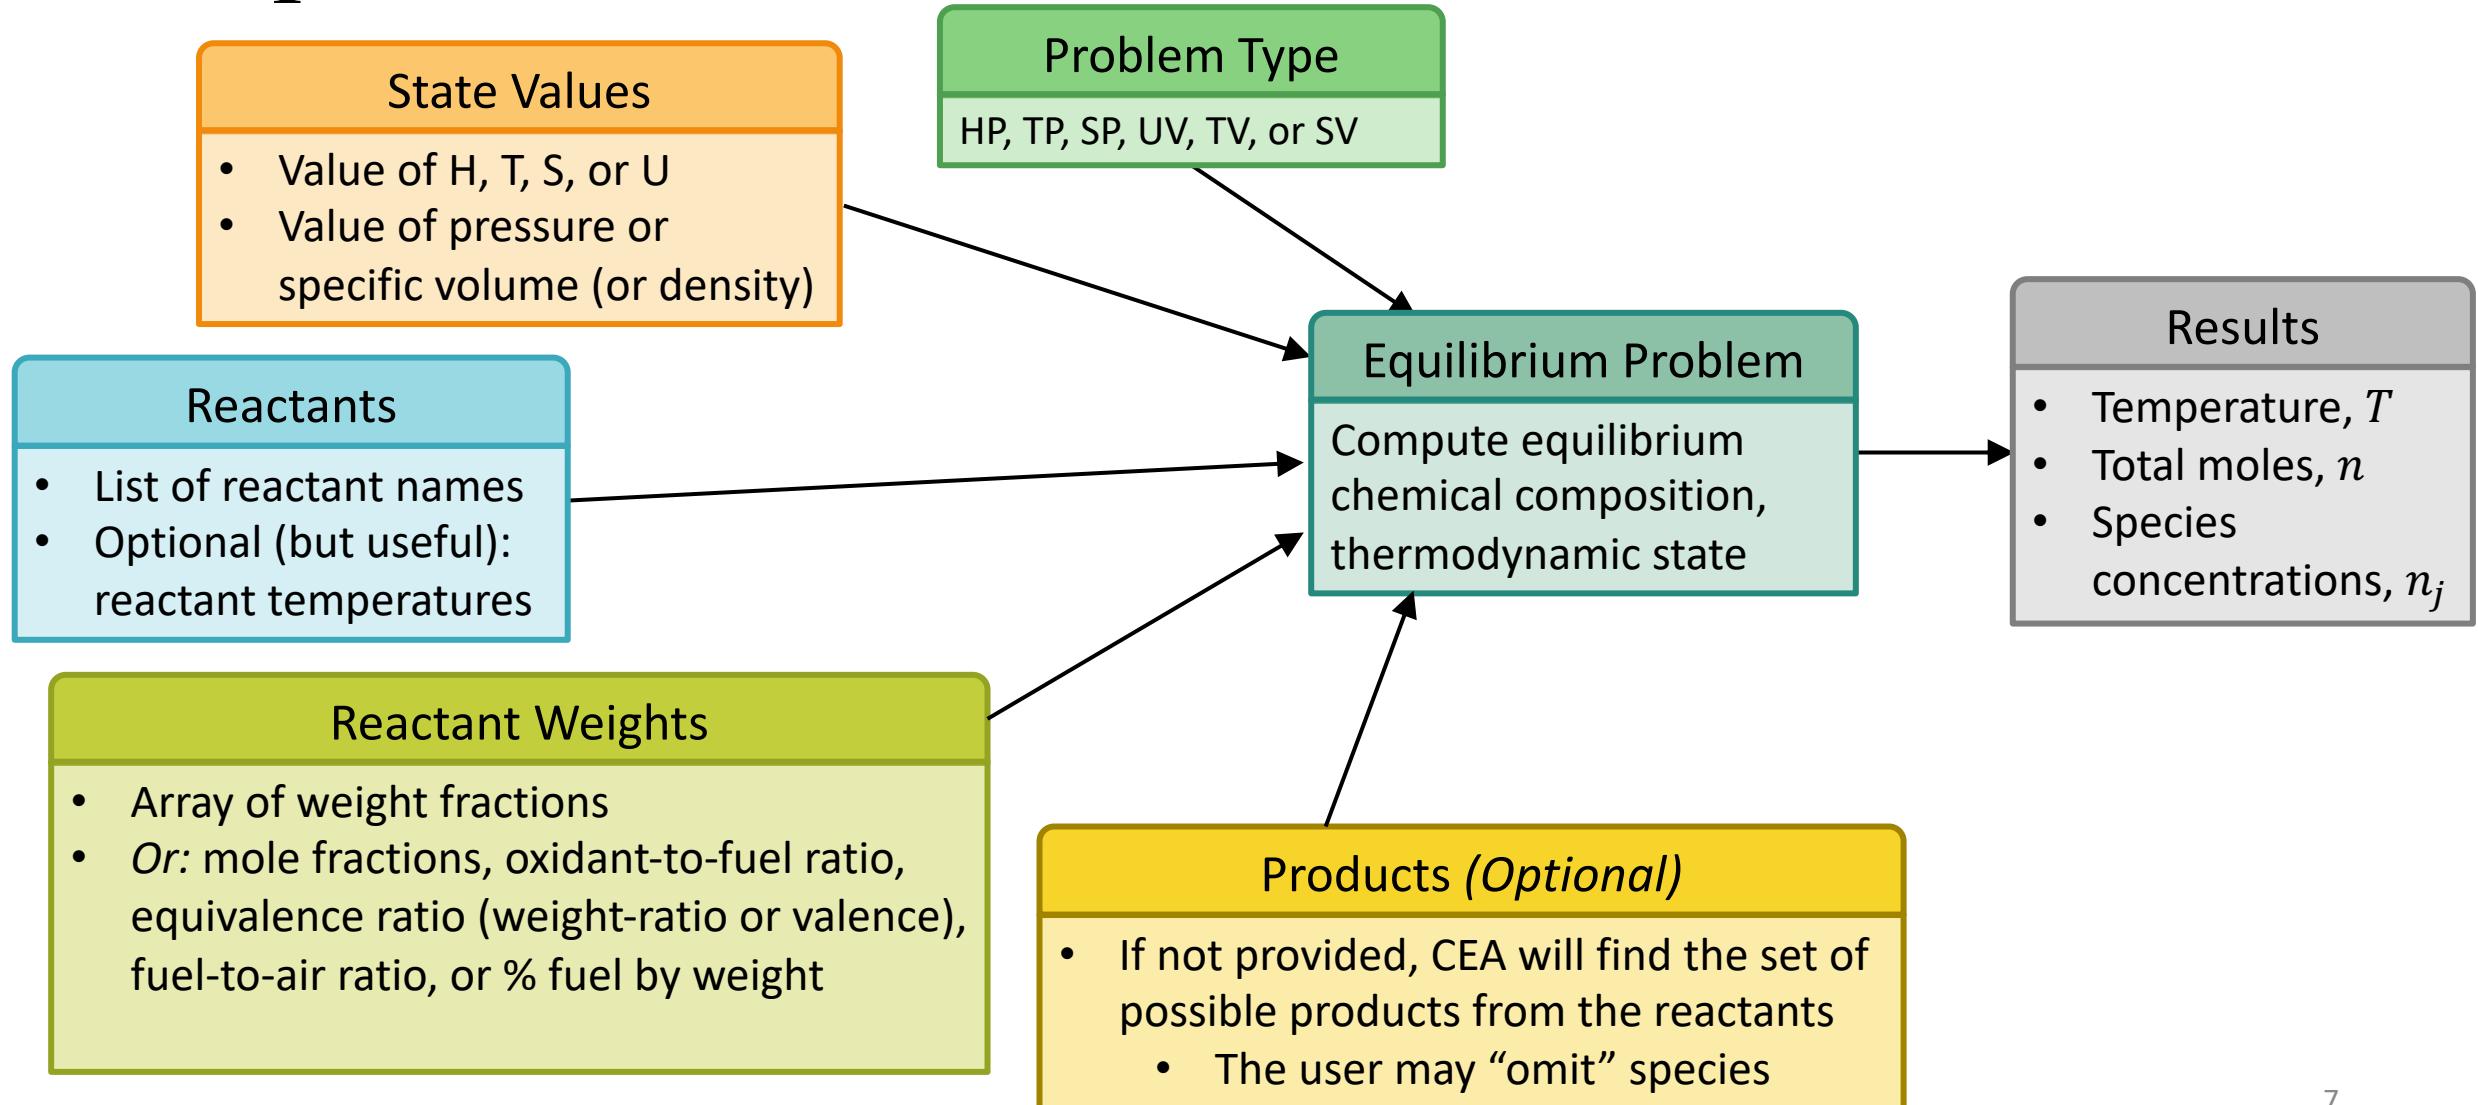 State Values
• Value of H, T, S, or U
• Value of pressure or
specific volume (or density)
Problem Type
HP, TP, SP, UV, TV, or SV
Reactants
• List of reactant names
• Optional (but useful):
reactant temperatures
Equilibrium Problem
Compute equilibrium
chemical composition,
thermodynamic state
Results
• Temperature, T
• Total moles, n
• Species
concentrations, nⱼ
Reactant Weights
• Array of weight fractions
• Or: mole fractions, oxidant-to-fuel ratio,
equivalence ratio (weight-ratio or valence),
fuel-to-air ratio, or % fuel by weight
Products (Optional)
• If not provided, CEA will find the set of
possible products from the reactants
• The user may “omit” species
7